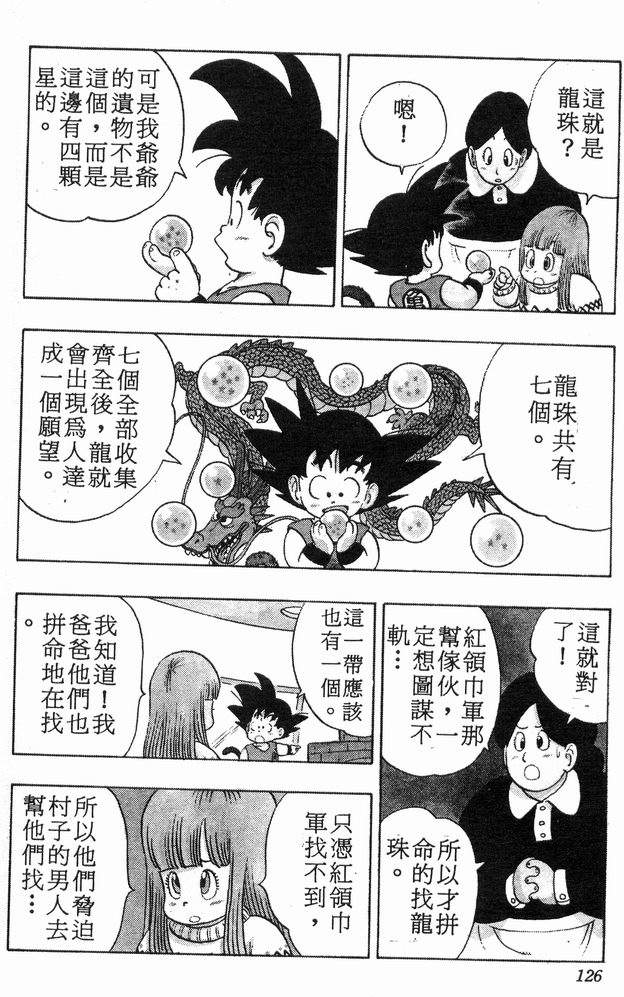 這就是
龍珠？
嗯！
可是我爺爺
的遺物不是
這個，而是
這邊有四顆
星的。
龍珠共有
七個。
七個全部收集
齊全後，龍就
會出現爲人達
成一個願望。
這就對
了！
紅領巾軍那
幫傢伙，一
定想圖謀不
軌…
所以才拼
命的找龍
珠。
這一帶應該
也有一個。
我知道！我
爸爸他們也
拼命地在找
。
只憑紅領巾
軍找不到，
所以他們脅迫
村子的男人去
幫他們找…
龜
126